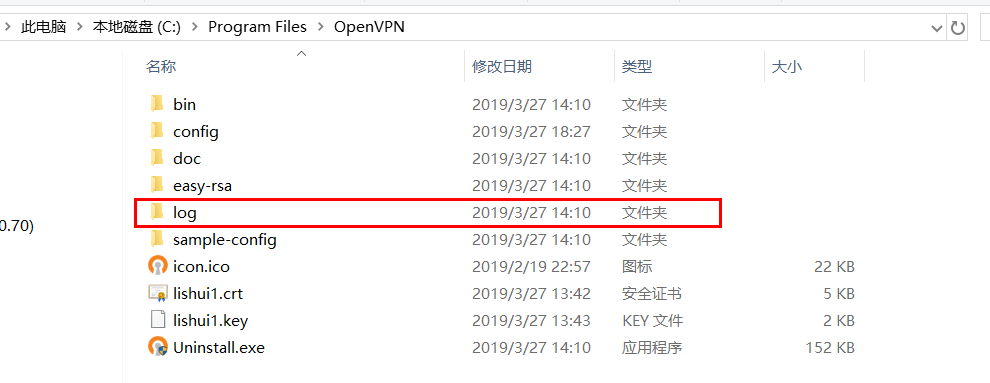 此电脑 > 本地磁盘 (C:) > Program Files > OpenVPN
名称 修改日期 类型 大小
bin 2019/3/27 14:10 文件夹
config 2019/3/27 18:27 文件夹
doc 2019/3/27 14:10 文件夹
easy-rsa 2019/3/27 14:10 文件夹
log 2019/3/27 14:10 文件夹
0.70)
sample-config 2019/3/27 14:10 文件夹
icon.ico 2019/2/19 22:57 图标 22 KB
lishui1.crt 2019/3/27 13:42 安全证书 5 KB
lishui1.key 2019/3/27 13:43 KEY 文件 2 KB
Uninstall.exe 2019/3/27 14:10 应用程序 152 KB